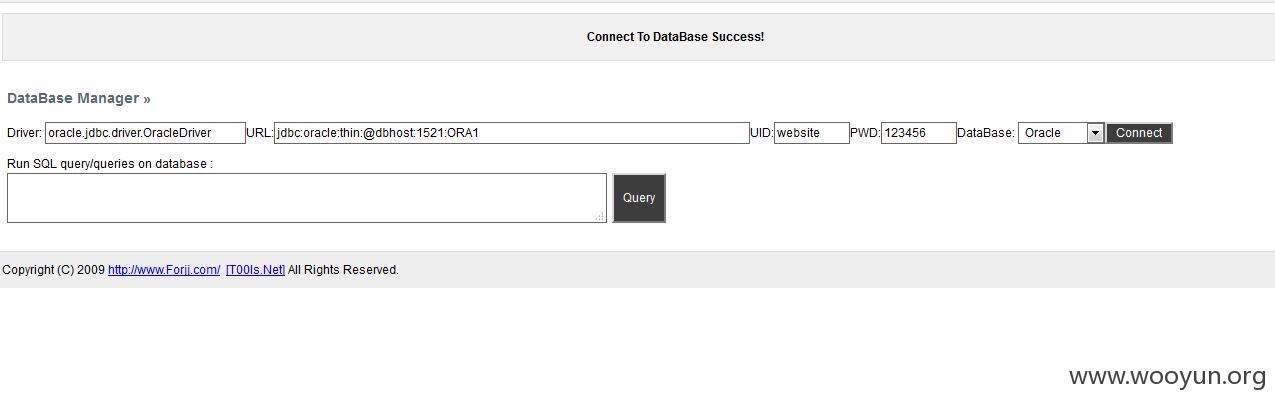 Connect To DataBase Success!
DataBase Manager »
Driver: oracle.jdbc.driver.OracleDriver URL: jdbc:oracle:thin:@dbhost:1521:ORA1 UID: website PWD: 123456 DataBase: Oracle Connect
Run SQL query/queries on database :
Query
Copyright (C) 2009 http://www.Forjj.com/ [T00ls.Net] All Rights Reserved.
www.wooyun.org